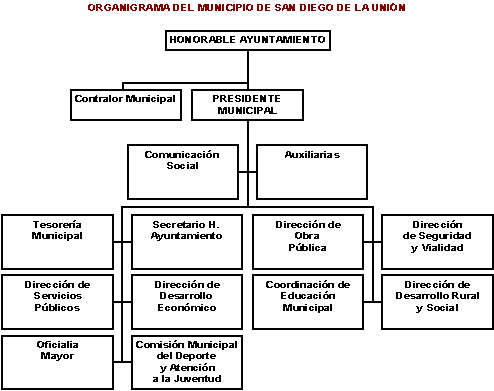 ORGANIGRAMA DEL MUNICIPIO DE SAN DIEGO DE LA UNIÓN
HONORABLE AYUNTAMIENTO
Contralor Municipal
PRESIDENTE
MUNICIPAL
Comunicación
Social
Auxiliarias
Tesorería
Municipal
Secretario H.
Ayuntamiento
Dirección de
Obra
Pública
Dirección
de Seguridad
y Vialidad
Dirección de
Servicios
Públicos
Dirección de
Desarrollo
Económico
Coordinación de
Educación
Municipal
Dirección de
Desarrollo Rural
y Social
Oficialia
Mayor
Comisión Municipal
del Deporte
y Atención
a la Juventud